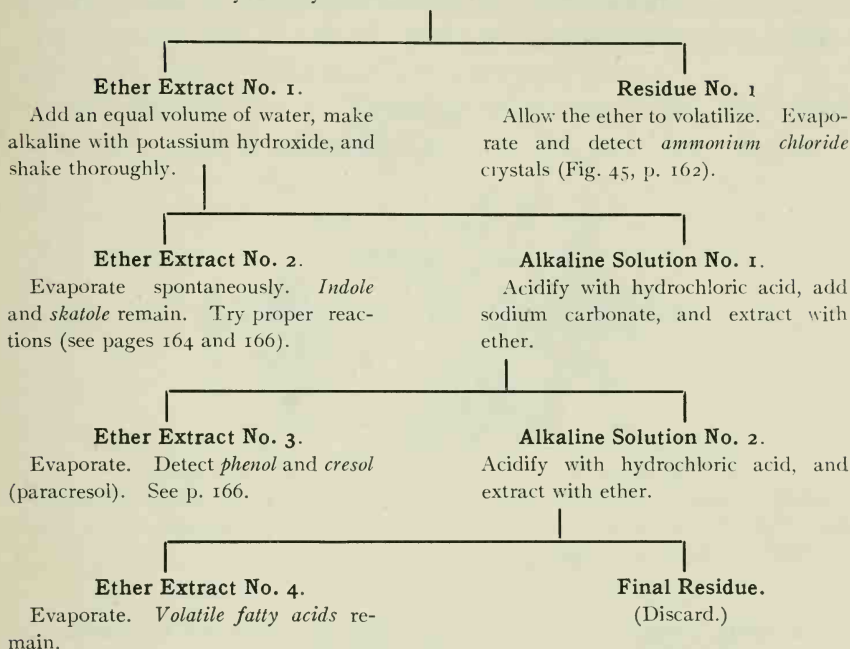 Ether Extract No. 1.
Add an equal volume of water, make
alkaline with potassium hydroxide, and
shake thoroughly.
Residue No. 1
Allow the ether to volatilize. Evapo-
rate and detect ammonium chloride
crystals (Fig. 45, p. 162).
Ether Extract No. 2.
Evaporate spontaneously. Indole
and skatole remain. Try proper reac-
tions (see pages 164 and 166).
Alkaline Solution No. 1.
Acidify with hydrochloric acid, add
sodium carbonate, and extract with
ether.
Ether Extract No. 3.
Evaporate. Detect phenol and cresol
(paracresol). See p. 166.
Alkaline Solution No. 2.
Acidify with hydrochloric acid, and
extract with ether.
Ether Extract No. 4.
Evaporate. Volatile fatty acids re-
main.
Final Residue.
(Discard.)